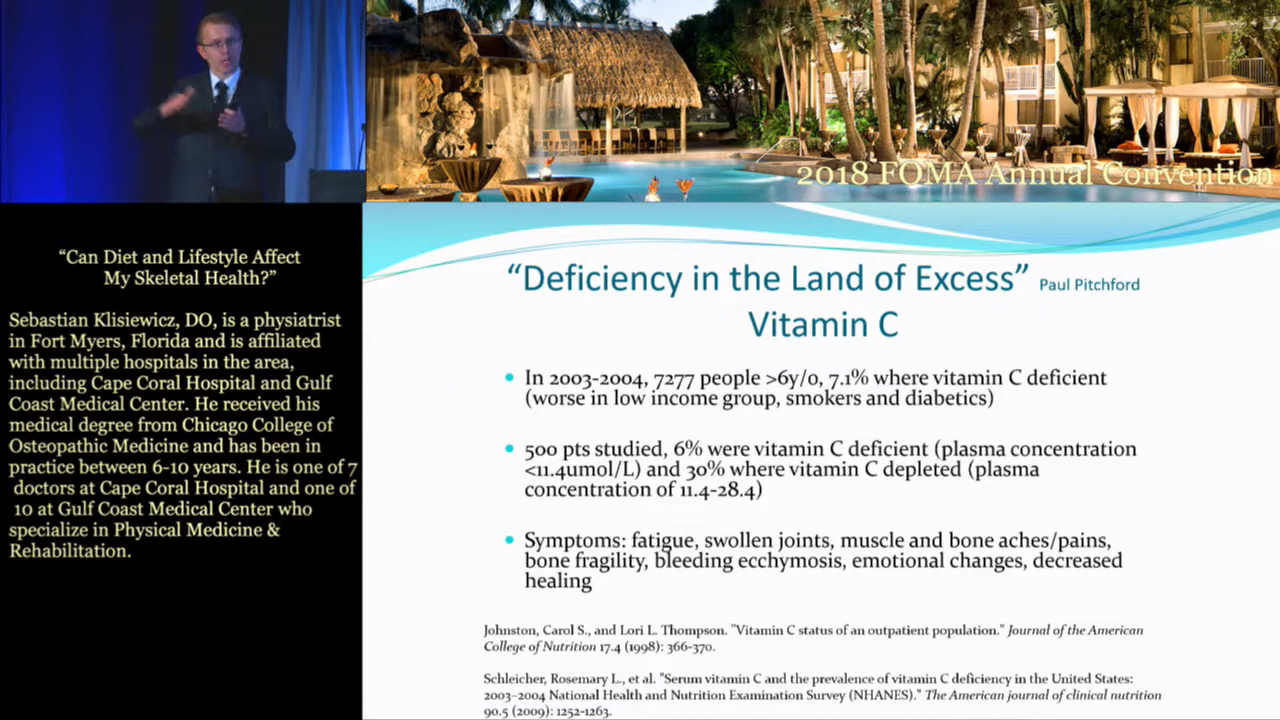 2018 FOMA Annual Convention
“Can Diet and Lifestyle Affect
My Skeletal Health?”
Sebastian Klisiewicz, DO, is a physiatrist
in Fort Myers, Florida and is affiliated
with multiple hospitals in the area,
including Cape Coral Hospital and Gulf
Coast Medical Center. He received his
medical degree from Chicago College of
Osteopathic Medicine and has been in
practice between 6-10 years. He is one of 7
doctors at Cape Coral Hospital and one of
10 at Gulf Coast Medical Center who
specialize in Physical Medicine &
Rehabilitation.
“Deficiency in the Land of Excess” Paul Pitchford
Vitamin C
• In 2003-2004, 7277 people >6y/o, 7.1% where vitamin C deficient
(worse in low income group, smokers and diabetics)
• 500 pts studied, 6% were vitamin C deficient (plasma concentration
<11.4umol/L) and 30% where vitamin C depleted (plasma
concentration of 11.4-28.4)
• Symptoms: fatigue, swollen joints, muscle and bone aches/pains,
bone fragility, bleeding ecchymosis, emotional changes, decreased
healing
Johnston, Carol S., and Lori L. Thompson. "Vitamin C status of an outpatient population." Journal of the American
College of Nutrition 17.4 (1998): 366-370.
Schleicher, Rosemary L., et al. "Serum vitamin C and the prevalence of vitamin C deficiency in the United States:
2003–2004 National Health and Nutrition Examination Survey (NHANES)." The American journal of clinical nutrition
90.5 (2009): 1252-1263.